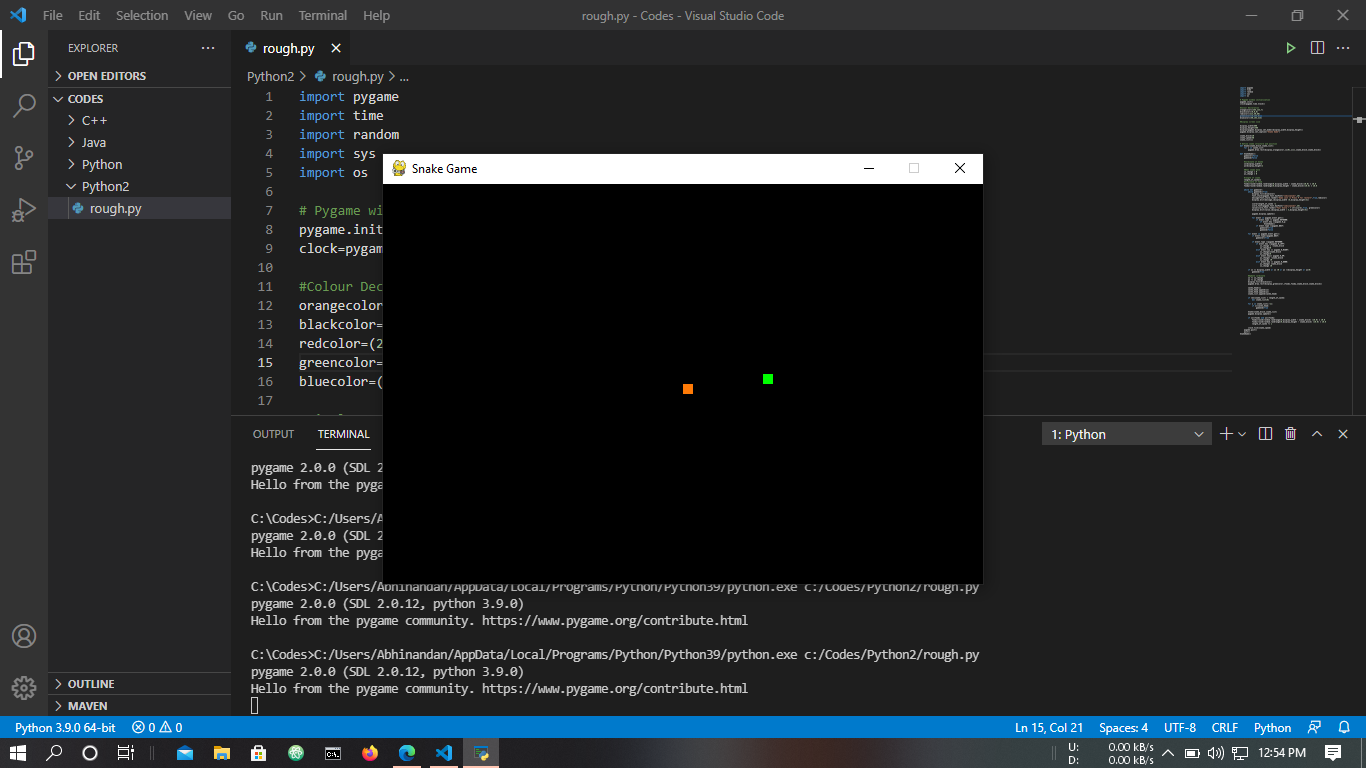 File Edit Selection View Go Run Terminal Help
rough.py - Codes - Visual Studio Code
EXPLORER
OPEN EDITORS
CODES
C++
Java
Python
Python2
rough.py
OUTLINE
MAVEN
rough.py
Python2 > rough.py > ...
1 import pygame
2 import time
3 import random
4 import sys
5 import os
6
7 # Pygame wi
8 pygame.init
9 clock=pygam
10
11 #Colour Dec
12 orangecolor
13 blackcolor=
14 redcolor=(2
15 greencolor=
16 bluecolor=(
17
Snake Game
OUTPUT TERMINAL
1: Python
pygame 2.0.0 (SDL 2
Hello from the pyga
C:\Codes>C:/Users/A
pygame 2.0.0 (SDL 2
Hello from the pyga
C:\Codes>C:/Users/Abhinandan/AppData/Local/Programs/Python/Python39/python.exe c:/Codes/Python2/rough.py
pygame 2.0.0 (SDL 2.0.12, python 3.9.0)
Hello from the pygame community. https://www.pygame.org/contribute.html
C:\Codes>C:/Users/Abhinandan/AppData/Local/Programs/Python/Python39/python.exe c:/Codes/Python2/rough.py
pygame 2.0.0 (SDL 2.0.12, python 3.9.0)
Hello from the pygame community. https://www.pygame.org/contribute.html
Python 3.9.0 64-bit 0 0 Ln 15, Col 21 Spaces: 4 UTF-8 CRLF Python
U: 0.00 kB/s
D: 0.00 kB/s
12:54 PM